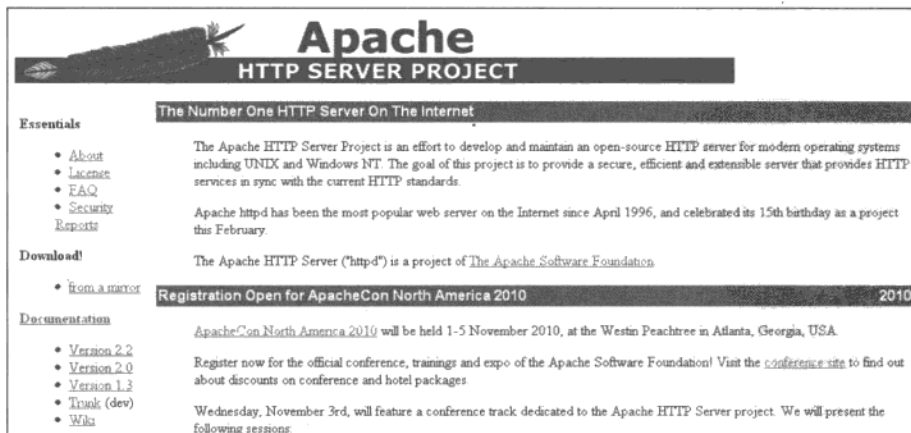 Apache
HTTP SERVER PROJECT
Essentials
• About
• License
• FAQ
• Security
Reports
Download!
• from a mirror
Documentation
• Version 2.2
• Version 2.0
• Version 1.3
• Trunk (dev)
• Wiki
The Number One HTTP Server On The Internet
The Apache HTTP Server Project is an effort to develop and maintain an open-source HTTP server for modern operating systems
including UNIX and Windows NT. The goal of this project is to provide a secure, efficient and extensible server that provides HTTP
services in sync with the current HTTP standards.
Apache httpd has been the most popular web server on the Internet since April 1996, and celebrated its 15th birthday as a project
this February.
The Apache HTTP Server ("httpd") is a project of The Apache Software Foundation.
Registration Open for ApacheCon North America 2010 2010
ApacheCon North America 2010 will be held 1-5 November 2010, at the Westin Peachtree in Atlanta, Georgia, USA.
Register now for the official conference, trainings and expo of the Apache Software Foundation! Visit the conference site to find out
about discounts on conference and hotel packages.
Wednesday, November 3rd, will feature a conference track dedicated to the Apache HTTP Server project. We will present the
following sessions: